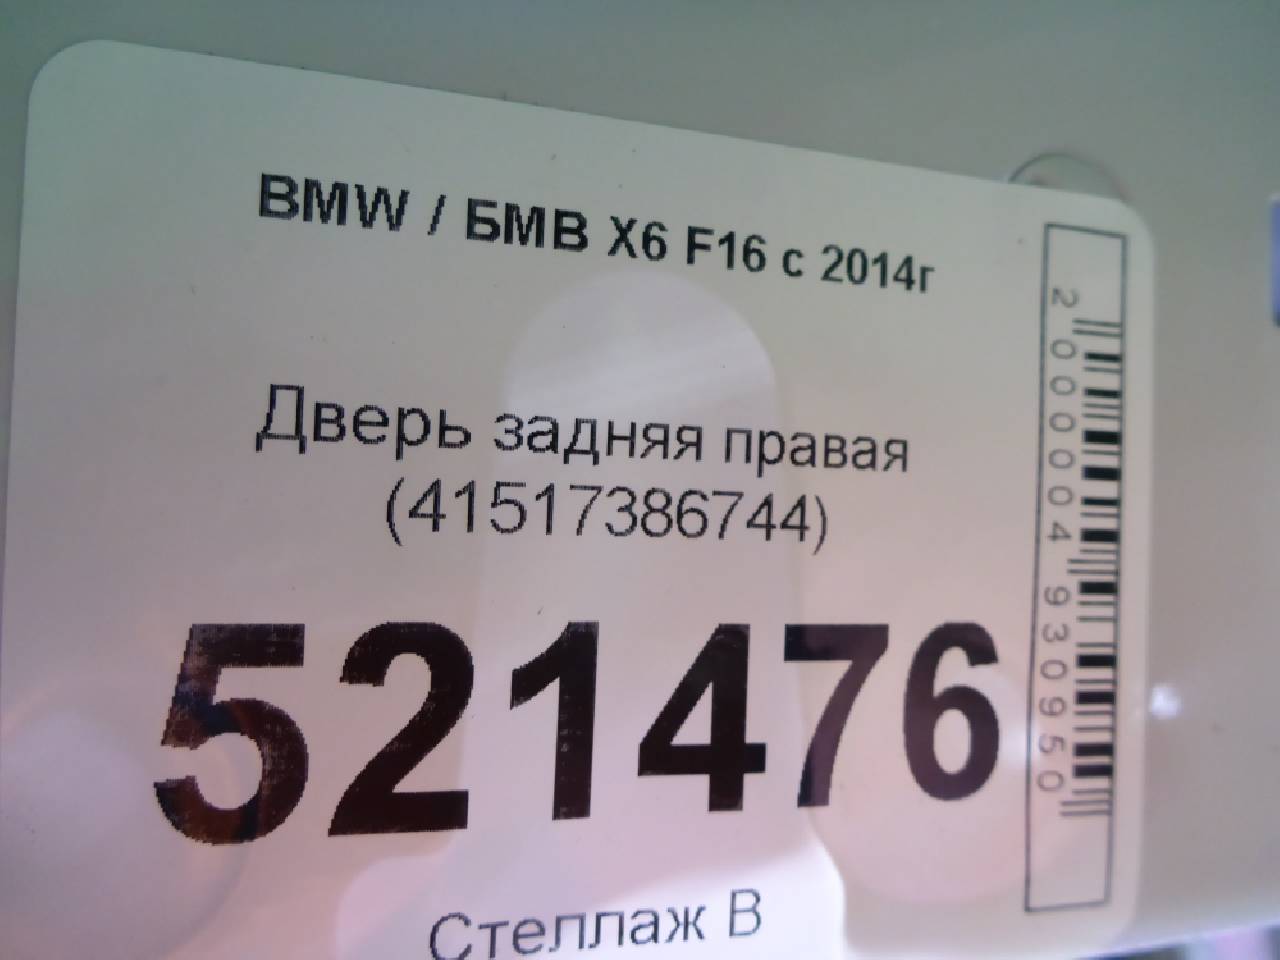 BMW / БМВ X6 F16 с 2014г
Дверь задняя правая
(41517386744)
521476
Стеллаж В
2000004930950